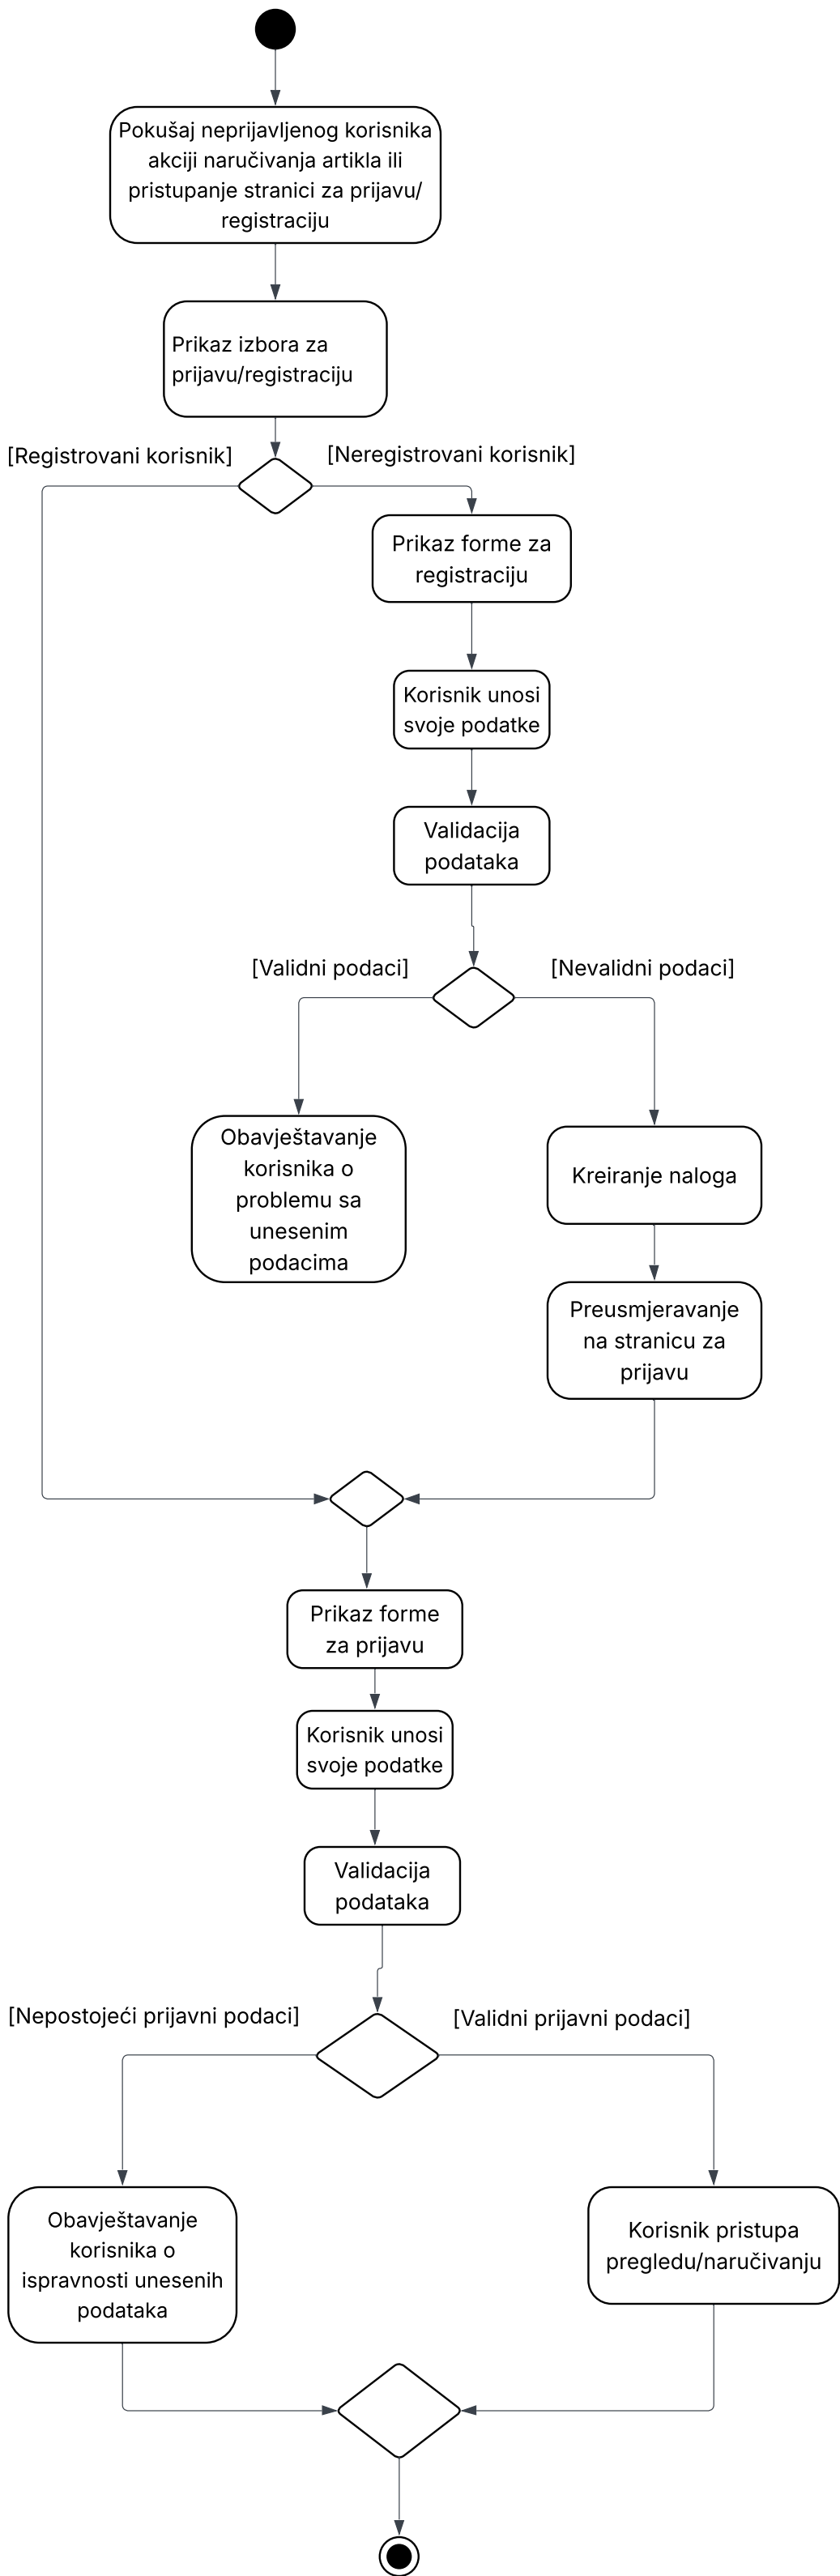 Pokušaj neprijavljenog korisnika
akciji naručivanja artikla ili
pristupanje stranici za prijavu/
registraciju
Prikaz izbora za
prijavu/registraciju
[Registrovani korisnik]
[Neregistrovani korisnik]
Prikaz forme za
registraciju
Korisnik unosi
svoje podatke
Validacija
podataka
[Validni podaci]
[Nevalidni podaci]
Obavještavanje
korisnika o
problemu sa
unesenim
podacima
Kreiranje naloga
Preusmjeravanje
na stranicu za
prijavu
Prikaz forme
za prijavu
Korisnik unosi
svoje podatke
Validacija
podataka
[Nepostojeći prijavni podaci]
[Validni prijavni podaci]
Obavještavanje
korisnika o
ispravnosti unesenih
podataka
Korisnik pristupa
pregledu/naručivanju